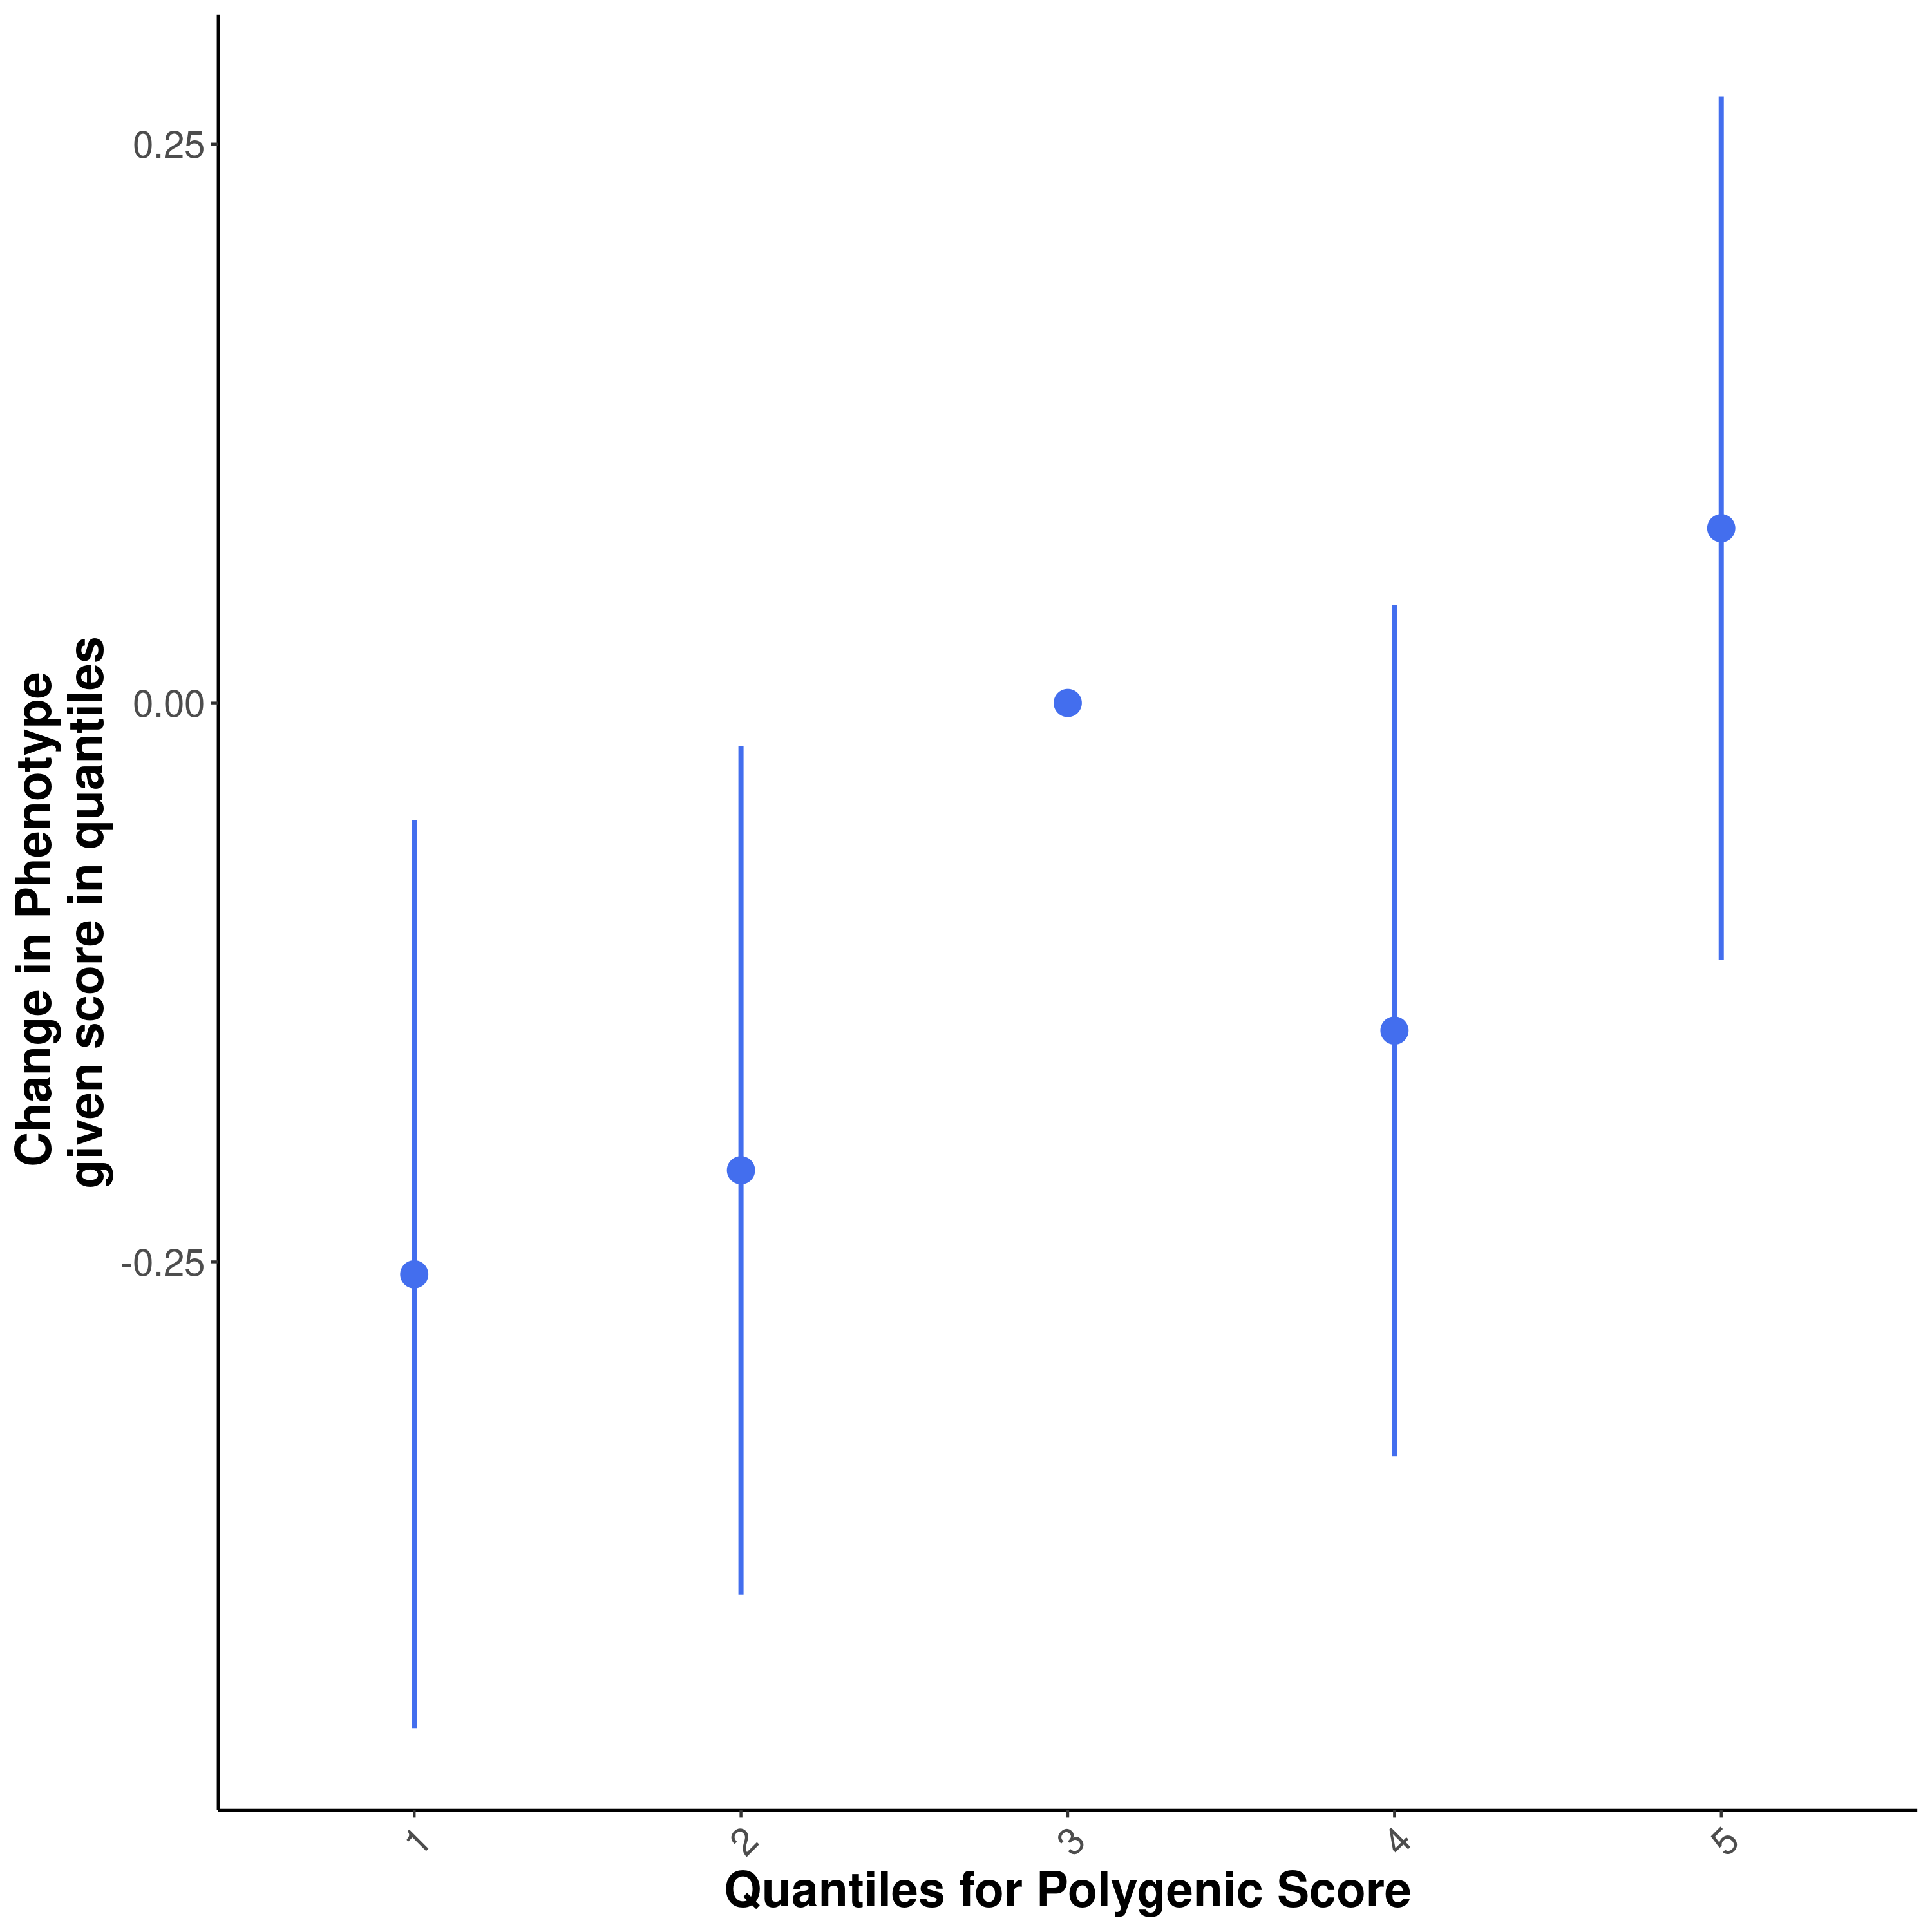 Change in Phenotype
given score in quantiles
0.25
0.00
-0.25
1
2
3
4
5
Quantiles for Polygenic Score